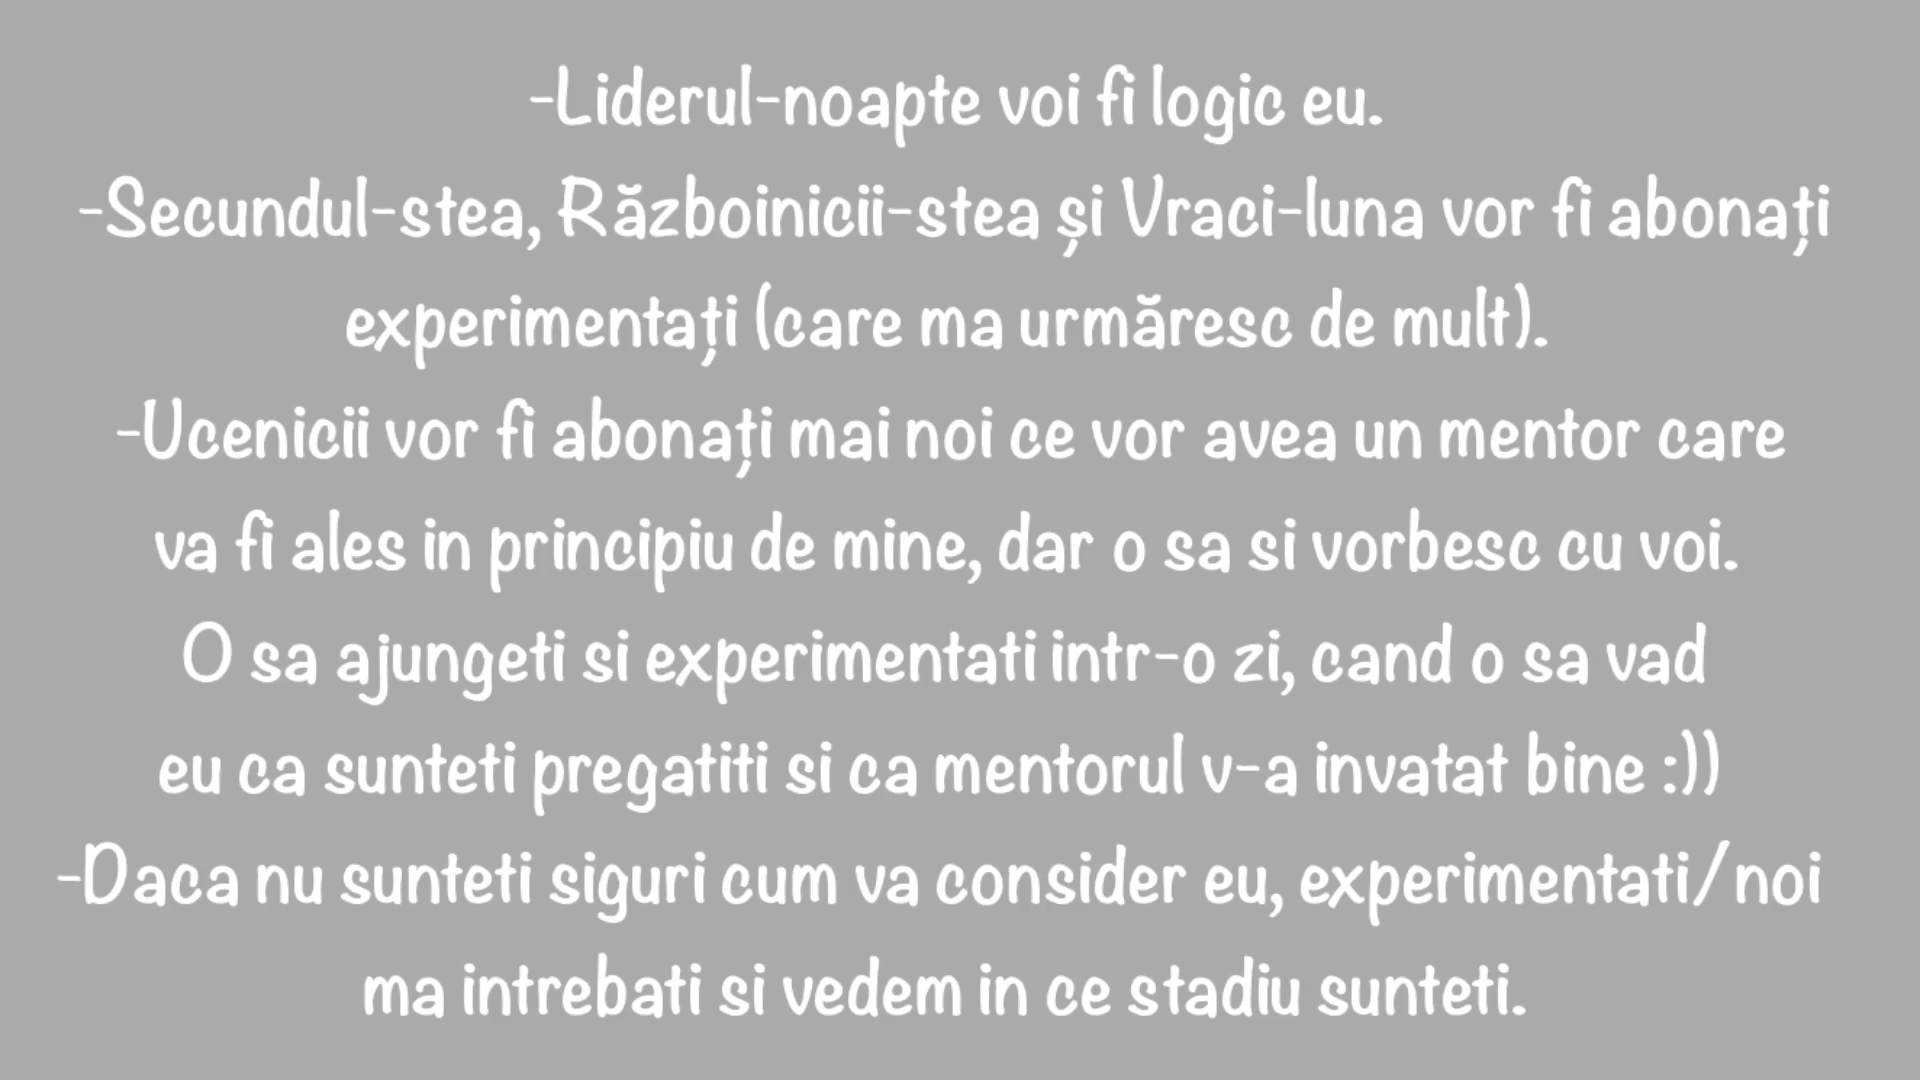 -Liderul-noapte voi fi logic eu.
-Secundul-stea, Războinicii-stea și Vraci-luna vor fi abonați
experimentați (care ma urmăresc de mult).
-Ucenicii vor fi abonați mai noi ce vor avea un mentor care
va fi ales in principiu de mine, dar o sa si vorbesc cu voi.
O sa ajungeti si experimentati intr-o zi, cand o sa vad
eu ca sunteti pregatiti si ca mentorul v-a invatat bine :))
-Daca nu sunteti siguri cum va consider eu, experimentati/noi
ma intrebati si vedem in ce stadiu sunteti.